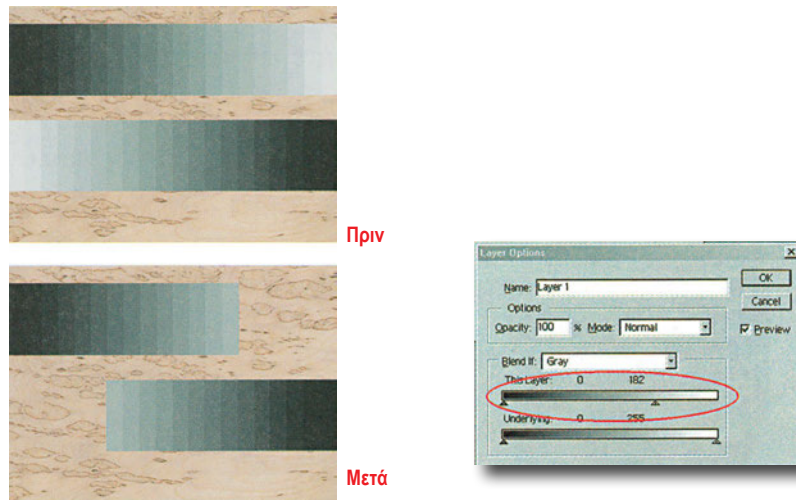 Πριν
Μετά
Layer Options
Name: Layer 1
OK
Cancel
Preview
Options
Opacity: 100 % Mode: Normal
Blend If: Gray
This Layer: 0 182
Underlying: 0 255